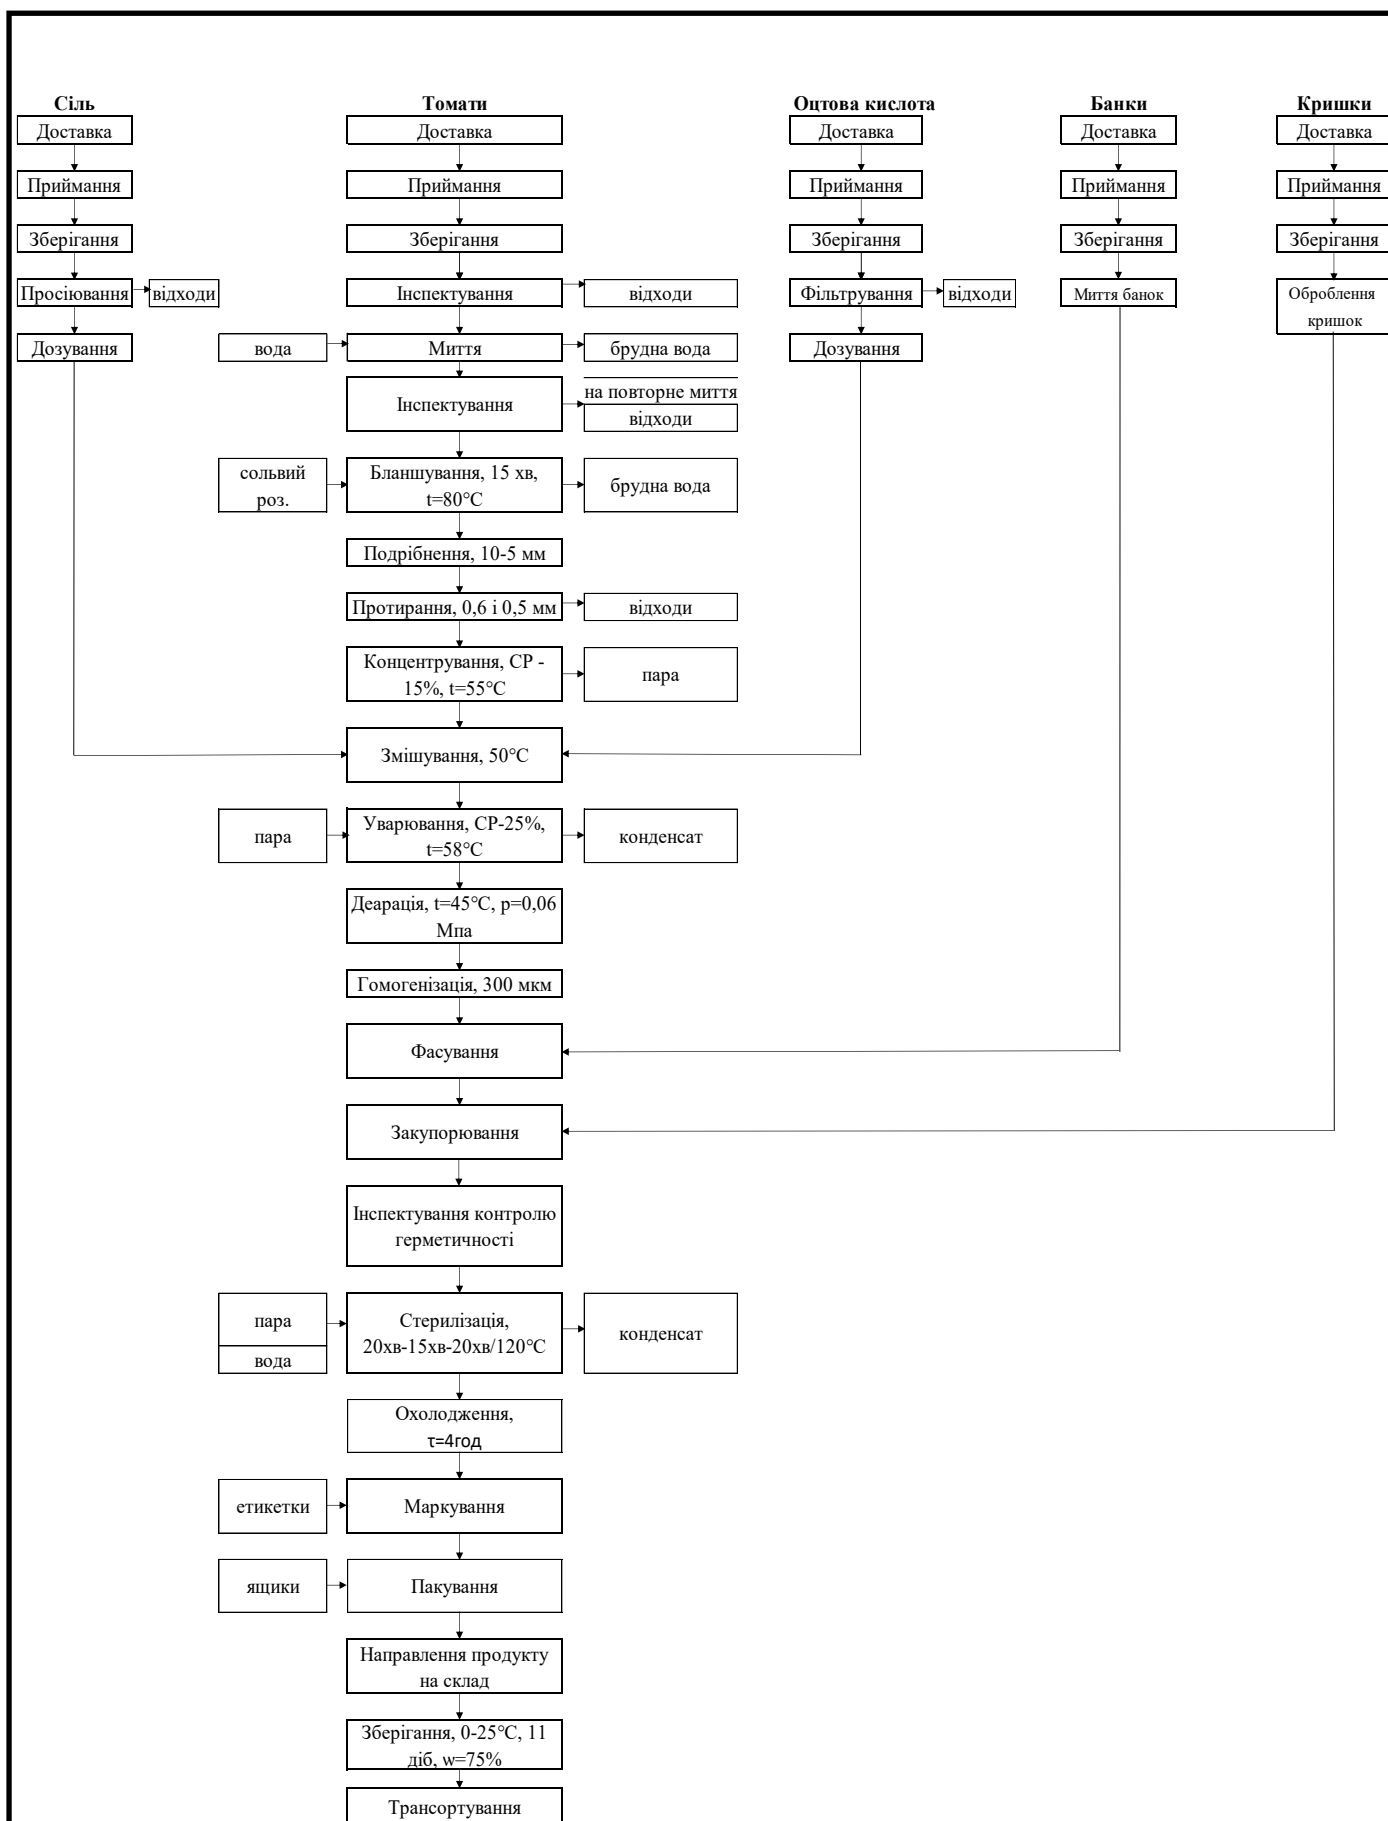 Сіль
Томати
Оцтова кислота
Банки
Кришки
Доставка
Доставка
Доставка
Доставка
Доставка
Приймання
Приймання
Приймання
Приймання
Приймання
Зберігання
Зберігання
Зберігання
Зберігання
Зберігання
Просіювання
відходи
Інспектування
відходи
Фільтрування
відходи
Миття банок
Оброблення
кришок
Дозування
вода
Миття
брудна вода
Дозування
Інспектування
на повторне миття
відходи
сольвий
роз.
Бланшування, 15 хв,
t=80°C
брудна вода
Подрібнення, 10-5 мм
Протирання, 0,6 і 0,5 мм
відходи
Концентрування, СР -
15%, t=55°C
пара
Змішування, 50°C
пара
Уварювання, СР-25%,
t=58°C
конденсат
Деарація, t=45°C, p=0,06
Мпа
Гомогенізація, 300 мкм
Фасування
Закупорювання
Інспектування контролю
герметичності
пара
вода
Стерилізація,
20хв-15хв-20хв/120°C
конденсат
Охолодження,
τ=4год
етикетки
Маркування
ящики
Пакування
Направлення продукту
на склад
Зберігання, 0-25°C, 11
діб, w=75%
Трансортування